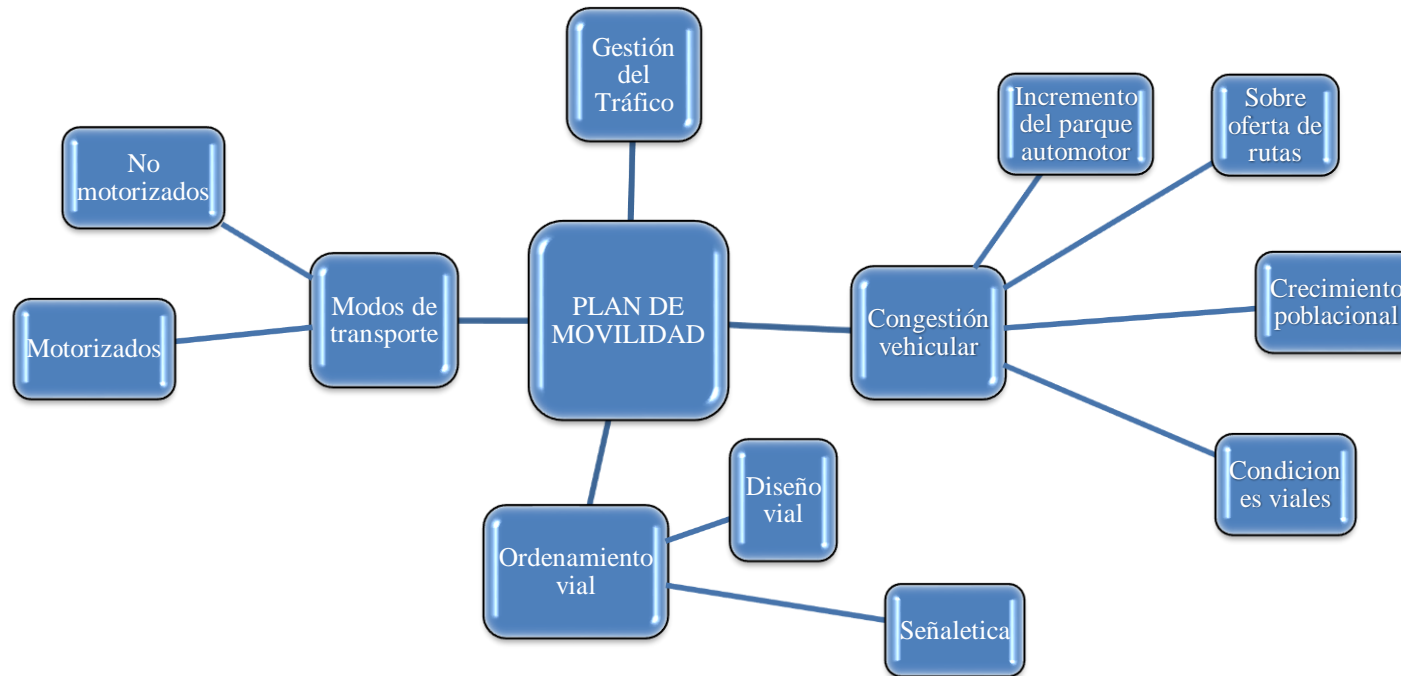 Gestión
del
Tráfico
Incremento
del parque
automotor
Sobre
oferta de
rutas
No
motorizados
Crecimiento
poblacional
Modos de
transporte
PLAN DE
MOVILIDAD
Congestión
vehicular
Motorizados
Condicion
es viales
Diseño
vial
Ordenamiento
vial
Señaletica